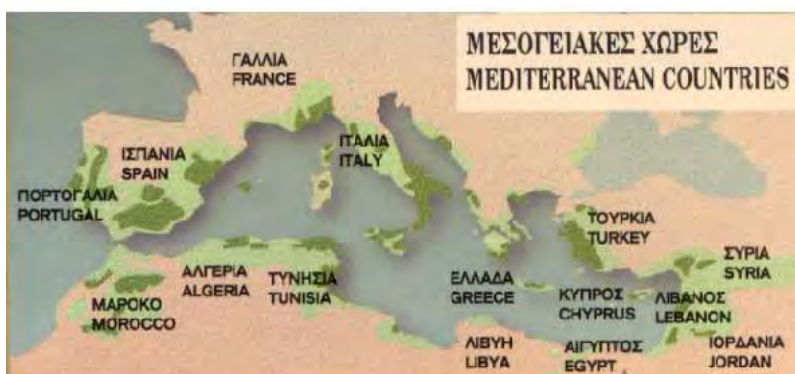 ΜΕΣΟΓΕΙΑΚΕΣ ΧΩΡΕΣ
MEDITERRANEAN COUNTRIES
ΓΑΛΛΙΑ
FRANCE
ΙΣΠΑΝΙΑ
SPAIN
ΙΤΑΛΙΑ
ITALY
ΠΟΡΤΟΓΑΛΙΑ
PORTUGAL
ΤΟΥΡΚΙΑ
TURKEY
ΣΥΡΙΑ
SYRIA
ΑΛΓΕΡΙΑ
ALGERIA
ΤΥΝΗΣΙΑ
TUNISIA
ΕΛΛΑΔΑ
GREECE
ΚΥΠΡΟΣ
CHYPRUS
ΛΙΒΑΝΟΣ
LEBANON
ΜΑΡΟΚΟ
MOROCCO
ΛΙΒΥΗ
LIBYA
ΑΙΓΥΠΤΟΣ
EGYPT
ΙΟΡΔΑΝΙΑ
JORDAN